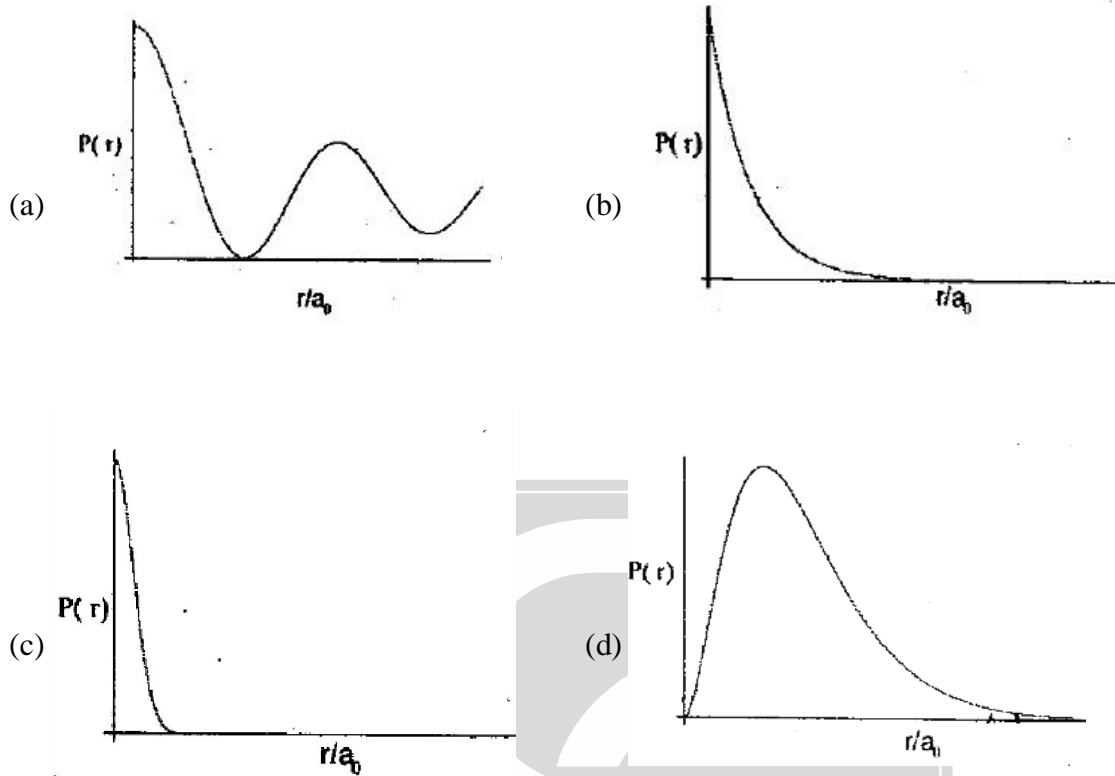 P(r)
(a)
r/a₀
P(r)
(b)
r/a₀
P(r)
(c)
r/a₀
P(r)
(d)
r/a₀